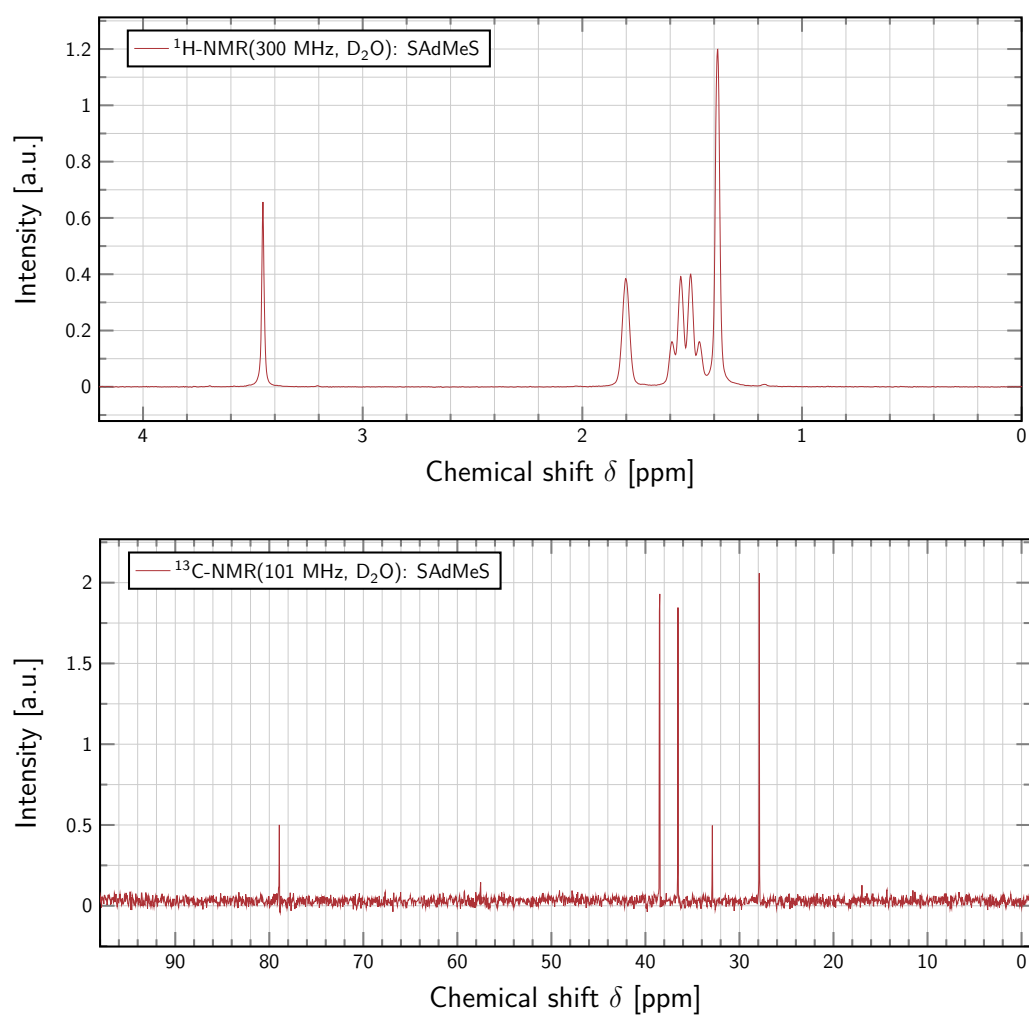 ¹H-NMR(300 MHz, D₂O): SAdMeS
1.2
1
0.8
0.6
0.4
0.2
0
Intensity [a.u.]
4 3 2 1 0
Chemical shift δ [ppm]
¹³C-NMR(101 MHz, D₂O): SAdMeS
2
1.5
1
0.5
0
Intensity [a.u.]
90 80 70 60 50 40 30 20 10 0
Chemical shift δ [ppm]